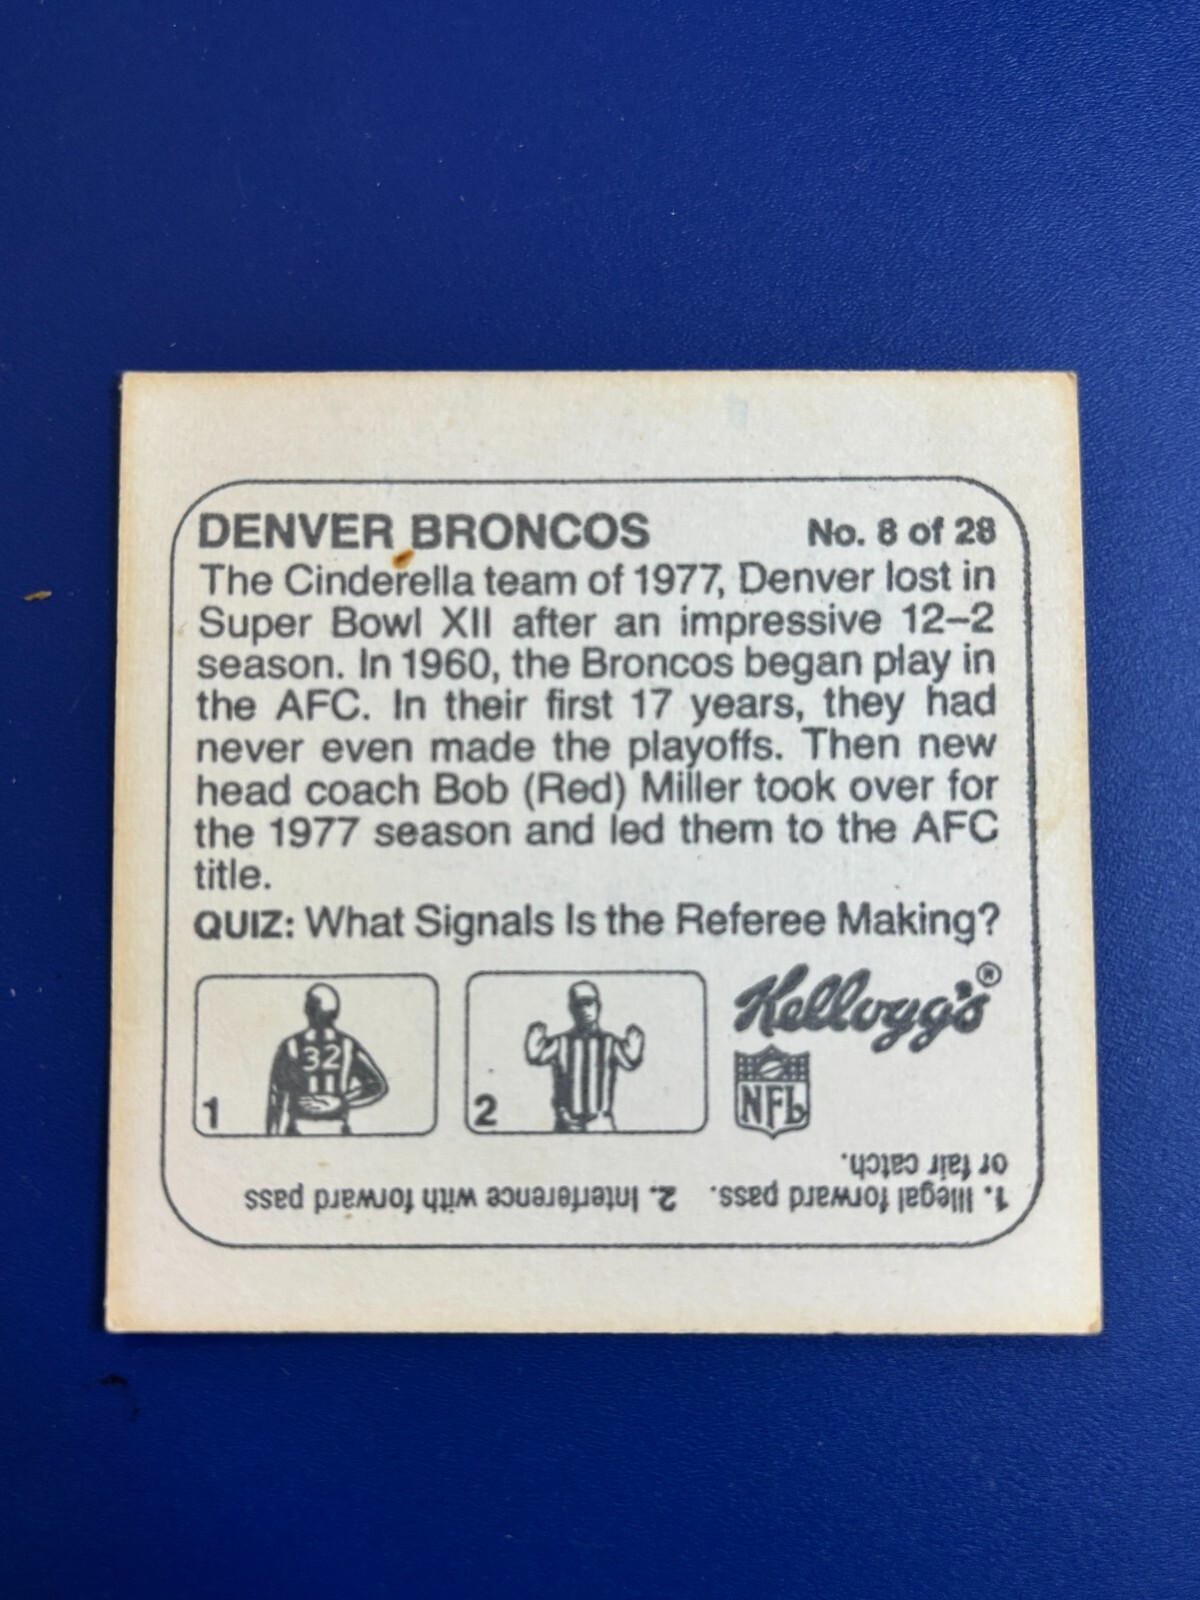 DENVER BRONCOS No. 8 of 28
The Cinderella team of 1977, Denver lost in
Super Bowl XII after an impressive 12–2
season. In 1960, the Broncos began play in
the AFC. In their first 17 years, they had
never even made the playoffs. Then new
head coach Bob (Red) Miller took over for
the 1977 season and led them to the AFC
title.
QUIZ: What Signals Is the Referee Making?
Kellogg's®
32
1
2
NFL
1. Illegal forward pass. 2. Interference with forward pass
or fair catch.